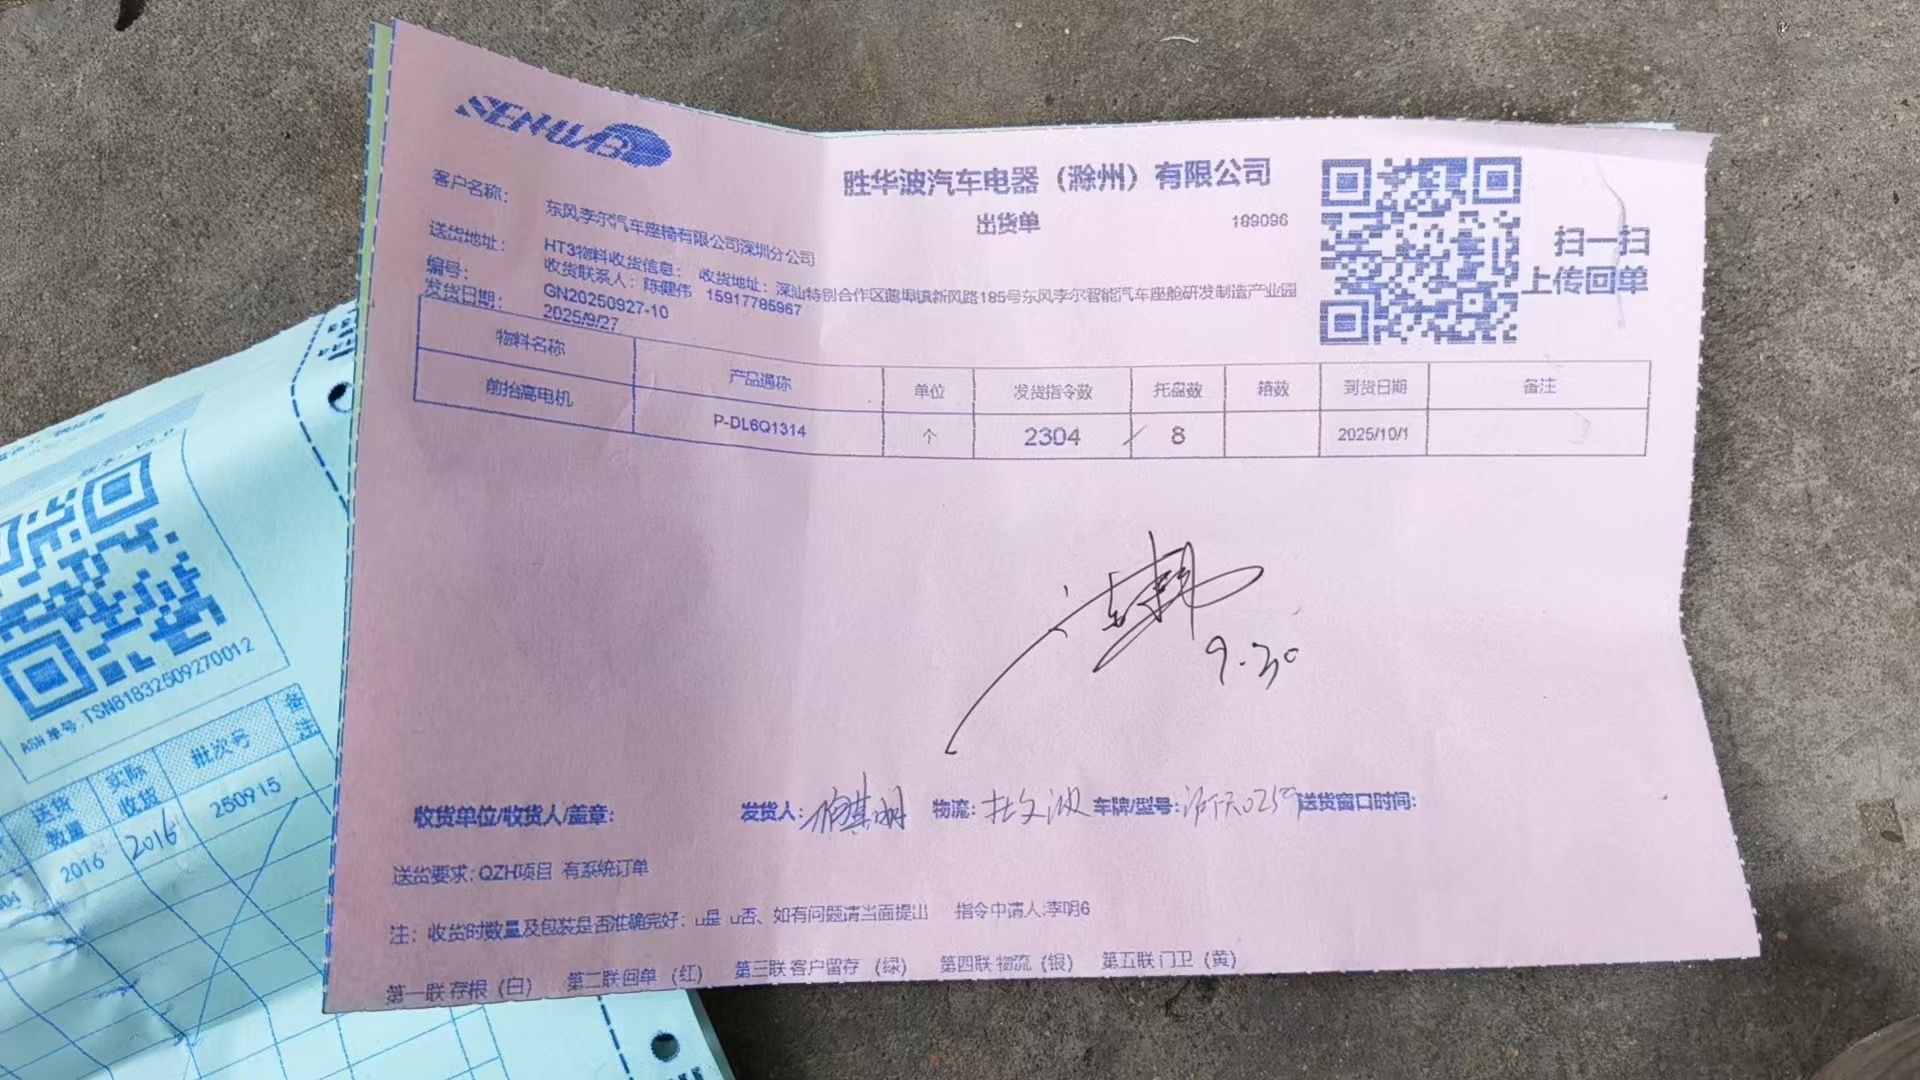 SENUAB
胜华波汽车电器（滁州）有限公司
出货单
189096
扫一扫
上传回单
客户名称：
东风李尔汽车座椅有限公司深圳分公司
送货地址：
HT3物料收货信息： 收货地址：深汕特别合作区鹅埠镇新风路185号东风李尔智能汽车座舱研发制造产业园
收货联系人：陈健伟 15917785967
编号：
GN20250927-10
发货日期：
2025/9/27
物料名称 产品通称 单位 发货指令数 托盘数 箱数 到货日期 备注
前抬高电机 P-DL6Q1314 个 2304 8 2025/10/1
9.30
收货单位/收货人/盖章： 发货人： 物流：杜文波 车牌/型号： 送货窗口时间：
送货要求：QZH项目 有系统订单
注：收货时数量及包装是否准确完好：u是 u否、如有问题请当面提出 指令申请人:李明6
第一联 存根（白） 第二联 回单（红） 第三联 客户留存（绿） 第四联 物流（银） 第五联 门卫（黄）
ASN 单号:TSN81832509270012
送货数量 实际收货 批次号 备注
2016 2016 250915